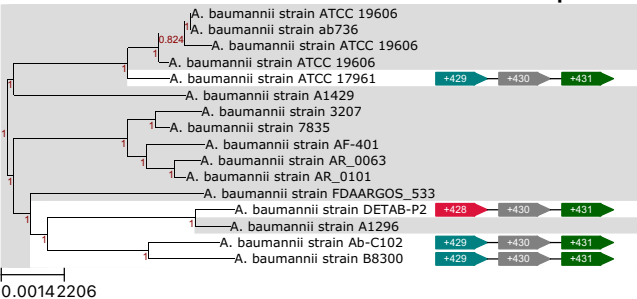 A. baumannii strain ATCC 19606
1 A. baumannii strain ab736
0.824 A. baumannii strain ATCC 19606
1 A. baumannii strain ATCC 19606
1 A. baumannii strain ATCC 17961 +429 +430 +431
A. baumannii strain A1429
A. baumannii strain 3207
1 A. baumannii strain 7835
1 1 A. baumannii strain AF-401
A. baumannii strain AR_0063
1 1 A. baumannii strain AR_0101
1 A. baumannii strain FDAARGOS_533
A. baumannii strain DETAB-P2 +428 +430 +431
1 1 A. baumannii strain A1296
1 A. baumannii strain Ab-C102 +429 +430 +431
1 A. baumannii strain B8300 +429 +430 +431
0.00142206